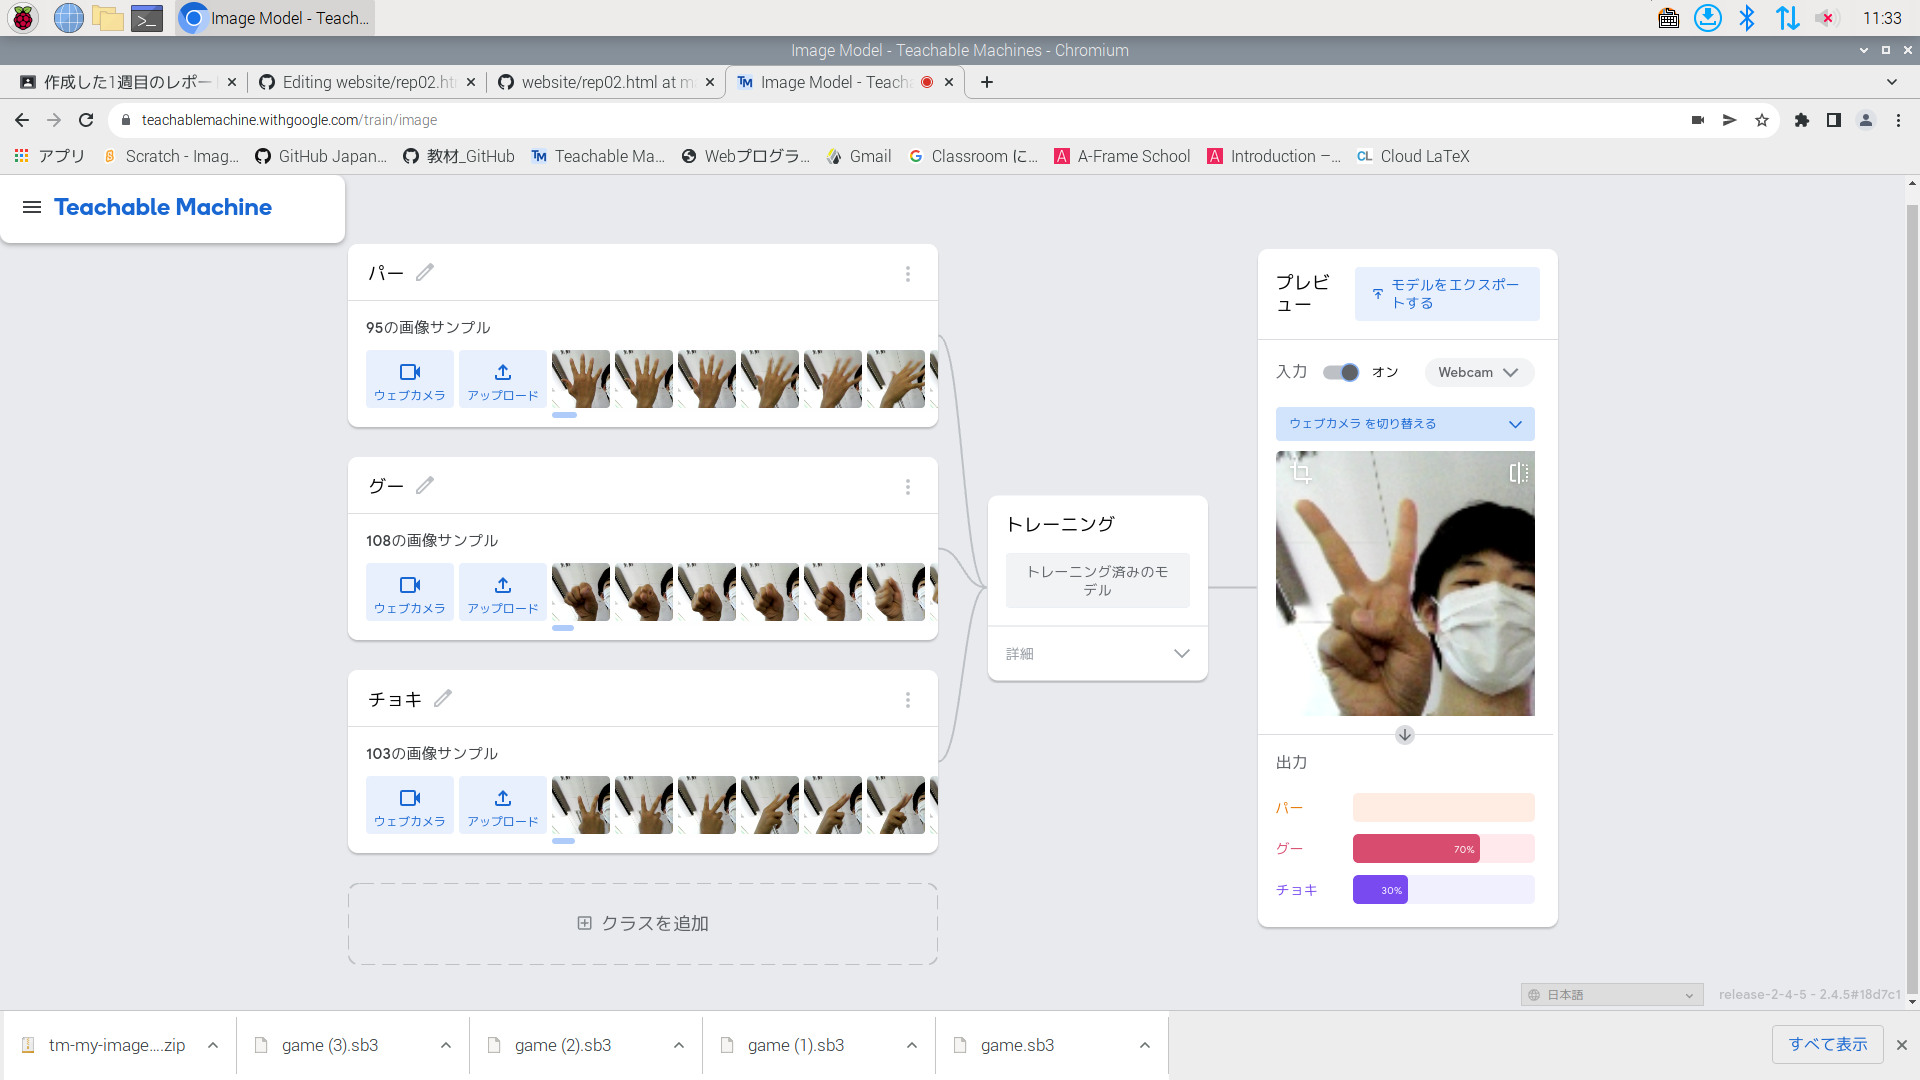 Image Model - Teach...
11:33
Image Model - Teachable Machines - Chromium
作成した1週目のレポー
Editing website/rep02.ht
website/rep02.html at m
Image Model - Teacha
teachablemachine.withgoogle.com/train/image
アプリ
Scratch - Imag...
GitHub Japan...
教材_GitHub
Teachable Ma...
Webプログラ...
Gmail
Classroom に...
A-Frame School
Introduction –...
Cloud LaTeX
Teachable Machine
パー
95の画像サンプル
ウェブカメラ
アップロード
グー
108の画像サンプル
ウェブカメラ
アップロード
チョキ
103の画像サンプル
ウェブカメラ
アップロード
クラスを追加
トレーニング
トレーニング済みのモ
デル
詳細
プレビ
ュー
モデルをエクスポー
トする
入力
オン
Webcam
ウェブカメラ を切り替える
出力
パー
グー
70%
チョキ
30%
日本語
release-2-4-5 - 2.4.5#18d7c1
tm-my-image....zip
game (3).sb3
game (2).sb3
game (1).sb3
game.sb3
すべて表示